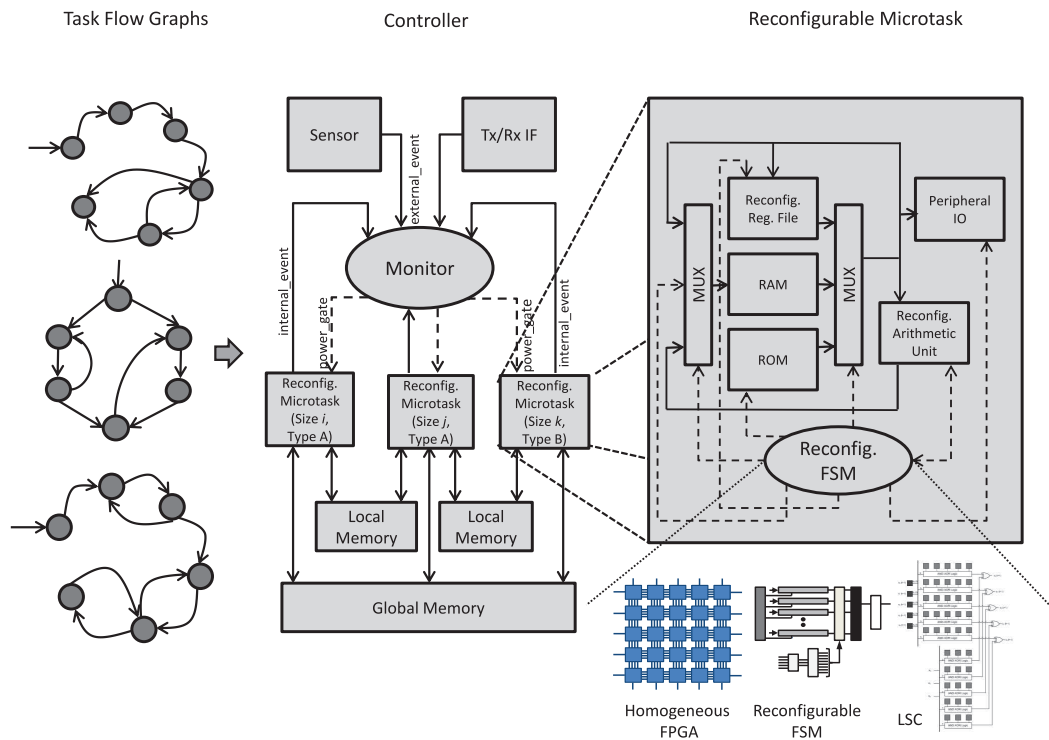 Task Flow Graphs
Controller
Reconfigurable Microtask
Sensor
Tx/Rx IF
external_event
internal_event
power_gate
Monitor
power_gate
internal_event
Reconfig.
Microtask
(Size i,
Type A)
Reconfig.
Microtask
(Size j,
Type A)
Reconfig.
Microtask
(Size k,
Type B)
Local
Memory
Local
Memory
Global Memory
MUX
Reconfig.
Reg. File
RAM
ROM
MUX
Peripheral
IO
Reconfig.
Arithmetic
Unit
Reconfig.
FSM
Homogeneous
FPGA
Reconfigurable
FSM
LSC